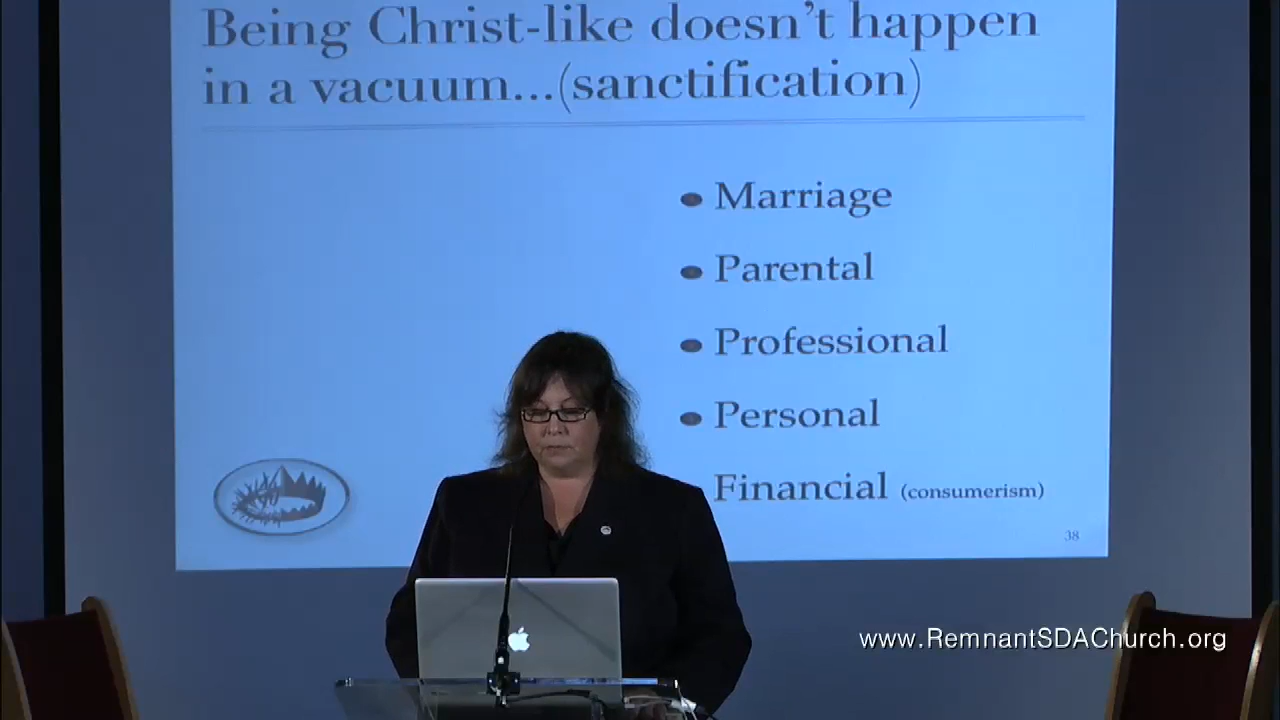 Being Christ-like doesn't happen
in a vacuum...(sanctification)
Marriage
Parental
Professional
Personal
Financial (consumerism)
38
www.RemnantSDAChurch.org